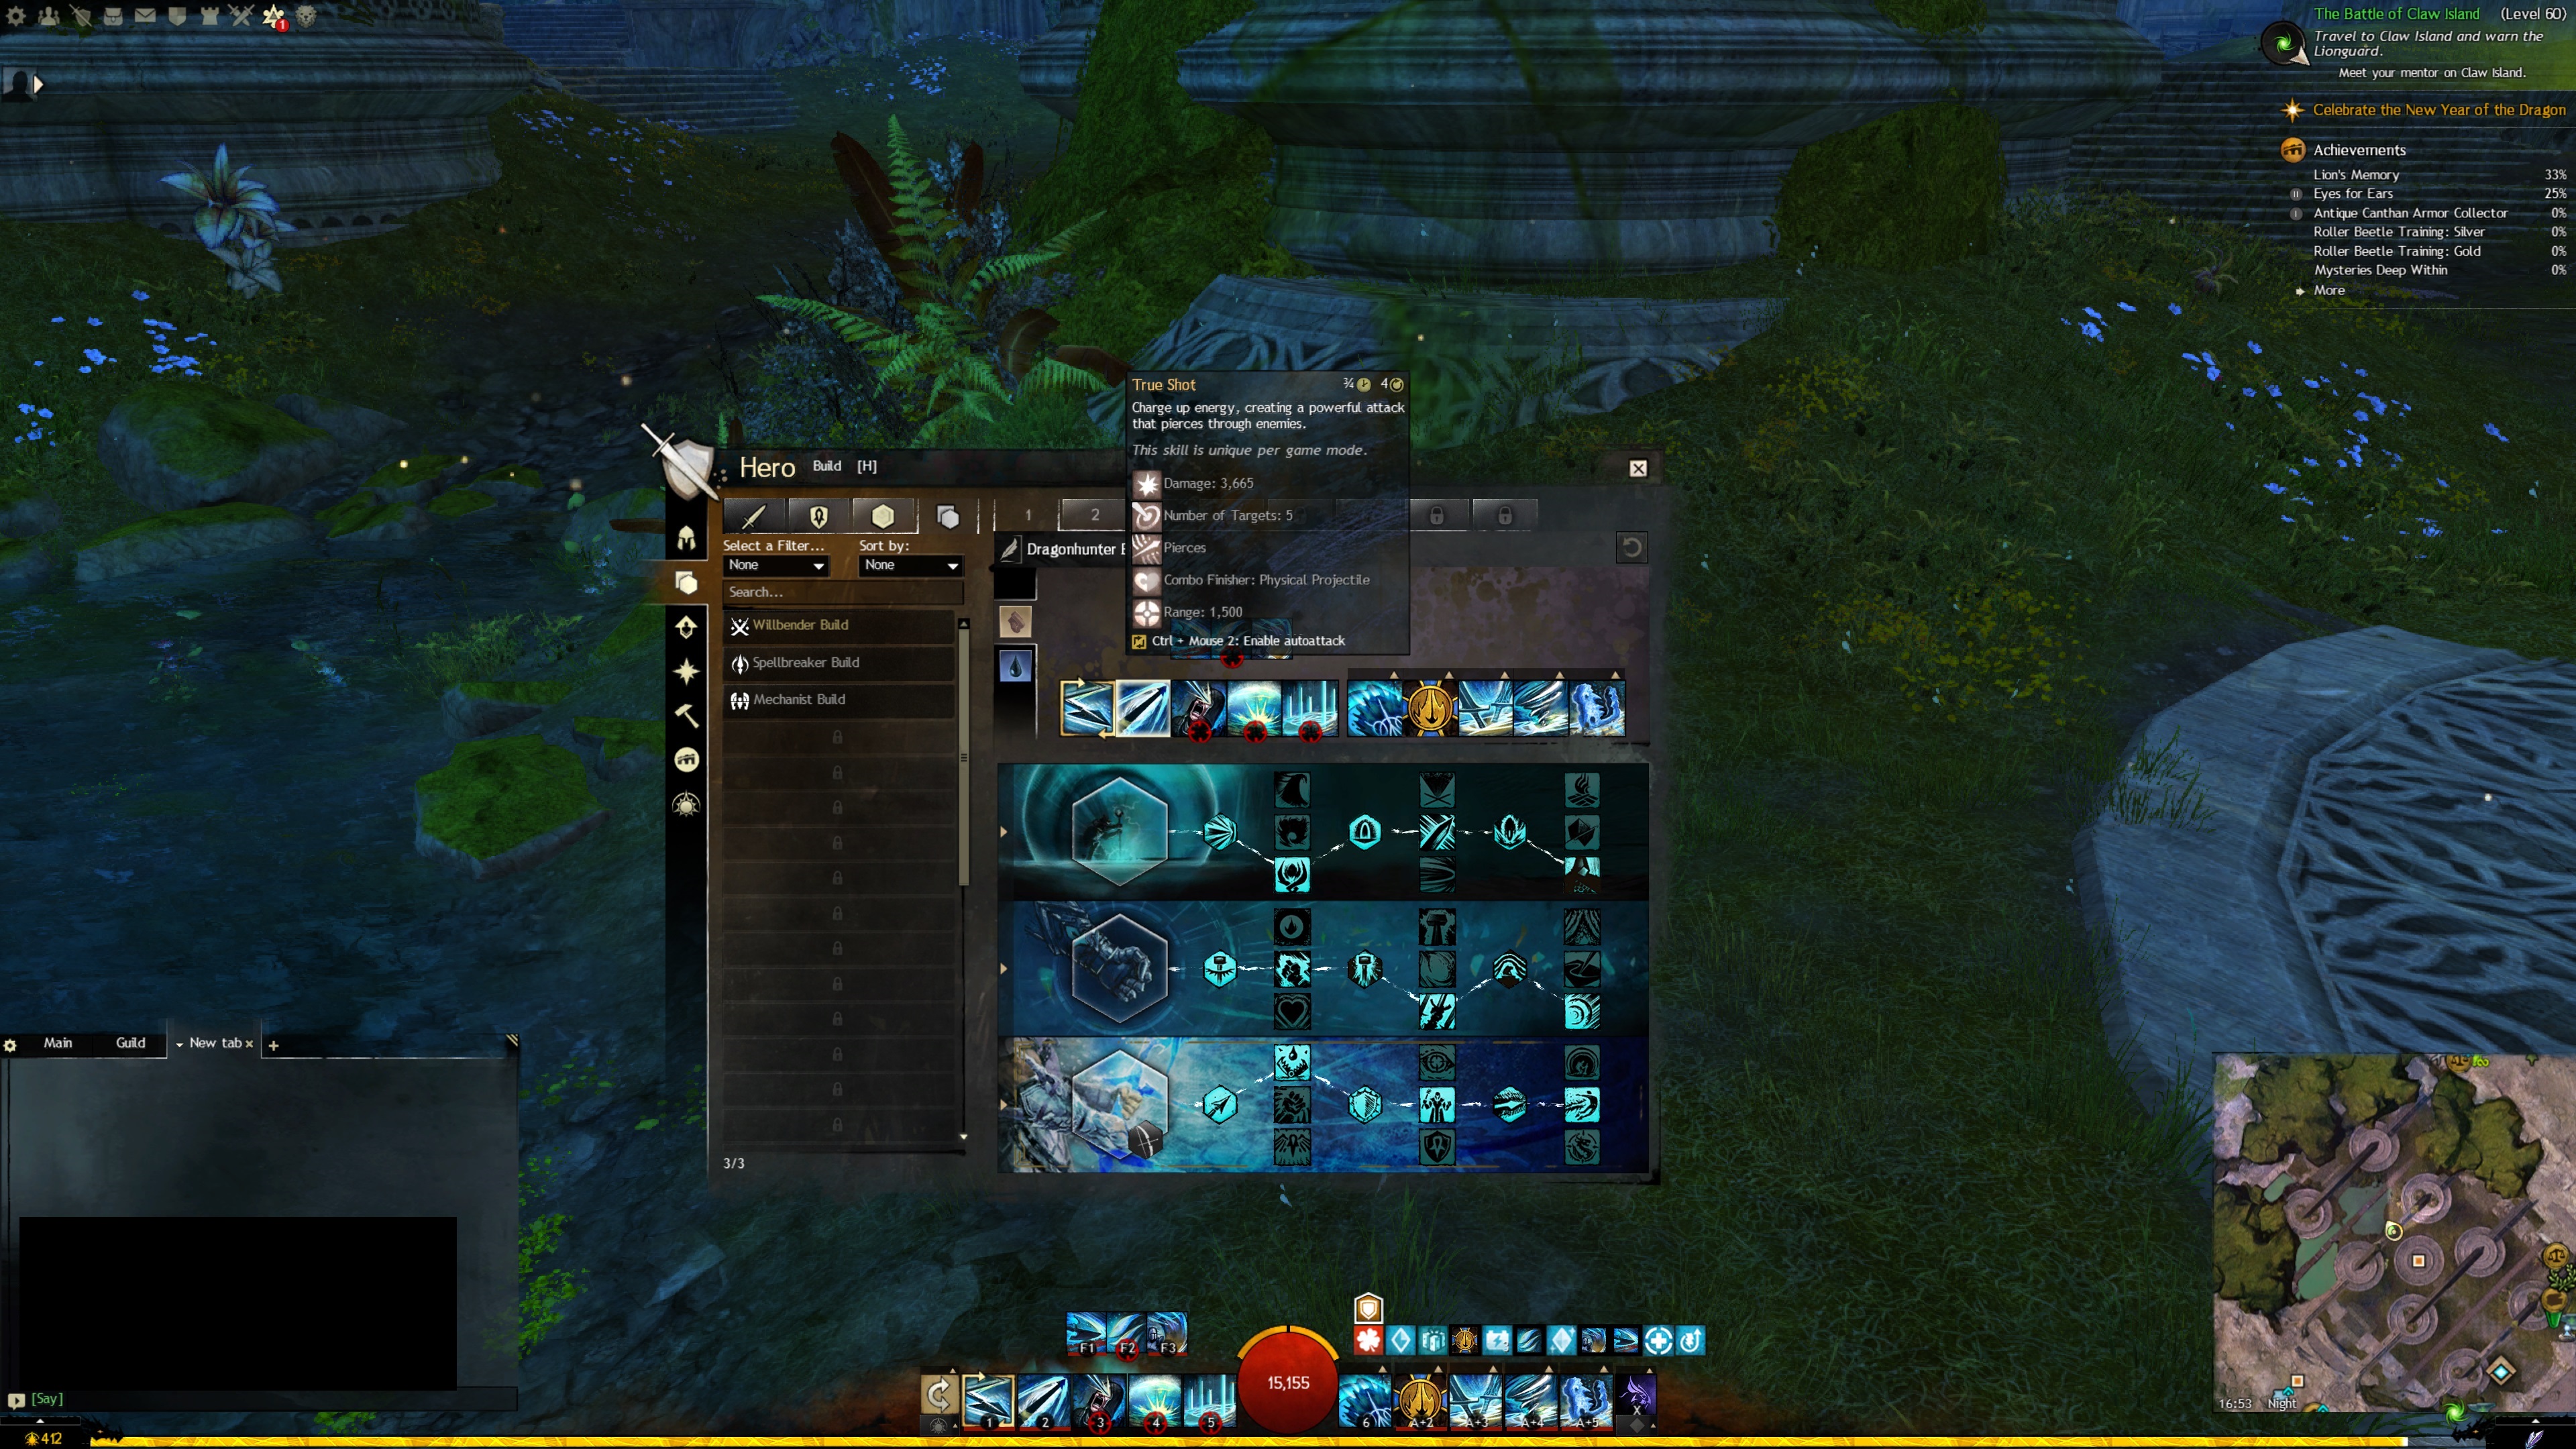 1
The Battle of Claw Island (Level 60)
Travel to Claw Island and warn the
Lionguard.
Meet your mentor on Claw Island.
Celebrate the New Year of the Dragon
Achievements
Lion's Memory 33%
Eyes for Ears 25%
Antique Canthan Armor Collector 0%
Roller Beetle Training: Silver 0%
Roller Beetle Training: Gold 0%
Mysteries Deep Within 0%
More
True Shot ¾ 4
Charge up energy, creating a powerful attack
that pierces through enemies.
This skill is unique per game mode.
Damage: 3,665
Number of Targets: 5
Pierces
Combo Finisher: Physical Projectile
Range: 1,500
Ctrl + Mouse 2: Enable autoattack
Hero Build [H]
1 2
Select a Filter... Sort by:
None None
Search...
Dragonhunter
Willbender Build
Spellbreaker Build
Mechanist Build
3/3
Main Guild New tab × +
[Say]
412
F1 F2 F3
15,155
1 2 3 4 5 6 A+2 A+3 A+4 A+5 X
16:53 Night